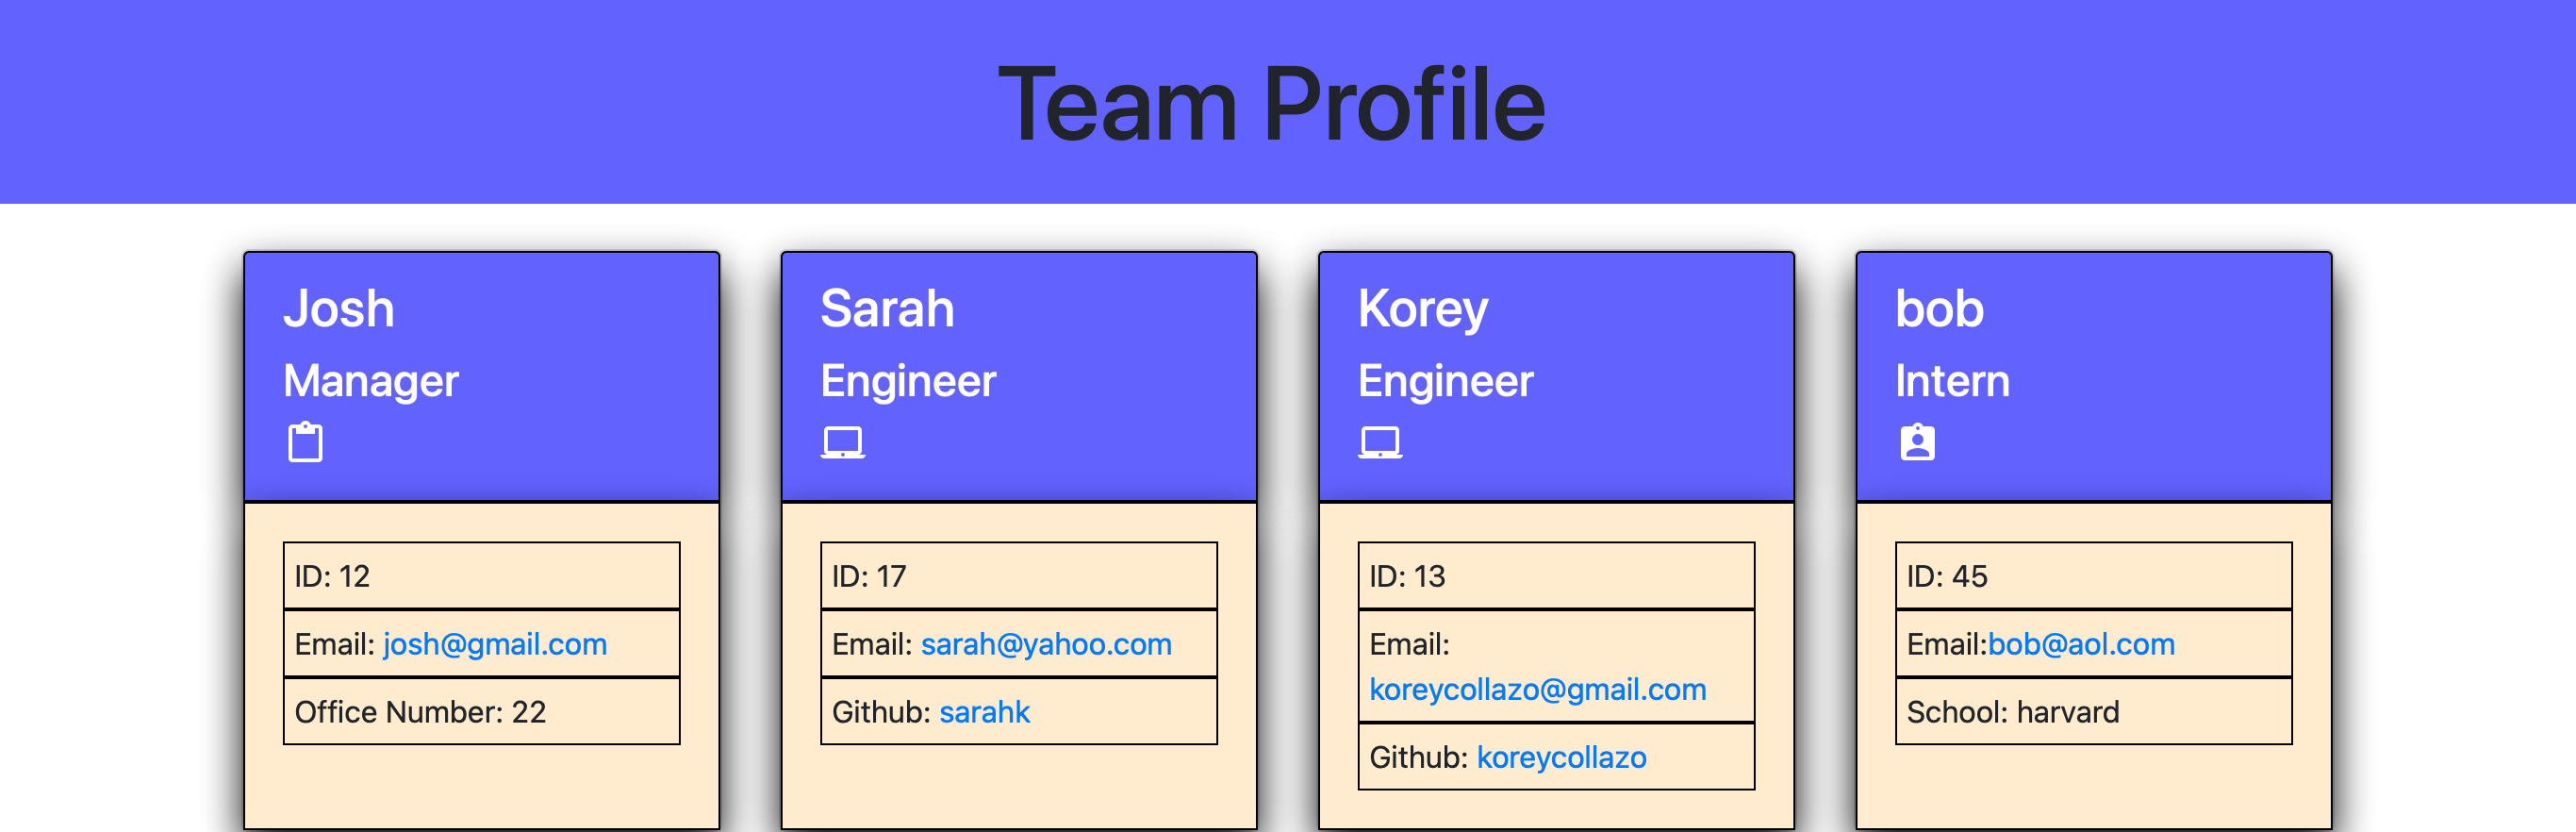 Team Profile
Josh
Manager
ID: 12
Email: josh@gmail.com
Office Number: 22
Sarah
Engineer
ID: 17
Email: sarah@yahoo.com
Github: sarahk
Korey
Engineer
ID: 13
Email:
koreycollazo@gmail.com
Github: koreycollazo
bob
Intern
ID: 45
Email:bob@aol.com
School: harvard